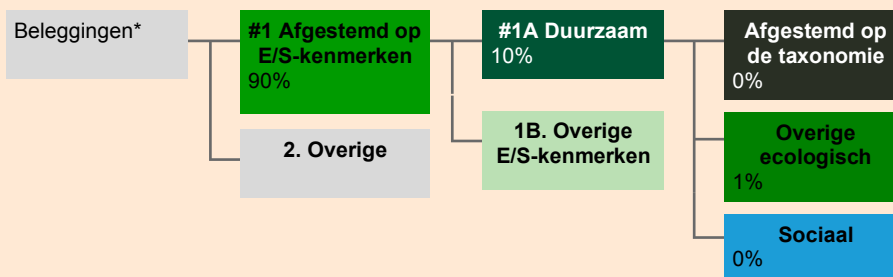 Beleggingen*
#1 Afgestemd op
E/S-kenmerken
90%
2. Overige
#1A Duurzaam
10%
1B. Overige
E/S-kenmerken
Afgestemd op
de taxonomie
0%
Overige
ecologisch
1%
Sociaal
0%